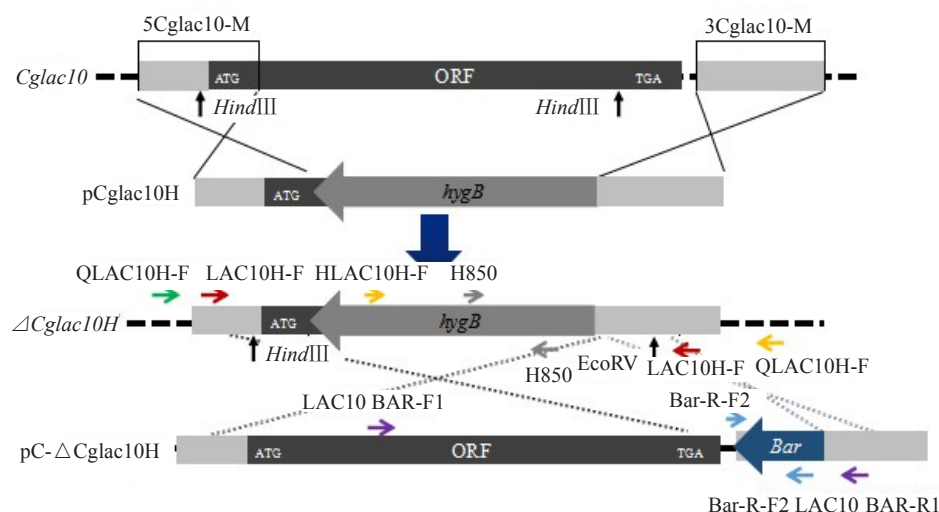 5Cglac10-M 3Cglac10-M
Cglac10 ATG ORF TGA
HindⅢ HindⅢ
pCglac10H ATG hygB
QLAC10H-F LAC10H-F HLAC10H-F H850
⊿Cglac10H ATG hygB
HindⅢ H850 EcoRV LAC10H-F QLAC10H-F
LAC10 BAR-F1 Bar-R-F2
pC-△Cglac10H ATG ORF TGA Bar
Bar-R-F2 LAC10 BAR-R1